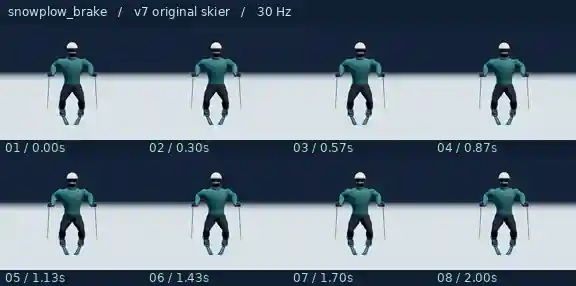 snowplow_brake / v7 original skier / 30 Hz
01 / 0.00s 02 / 0.30s 03 / 0.57s 04 / 0.87s
05 / 1.13s 06 / 1.43s 07 / 1.70s 08 / 2.00s